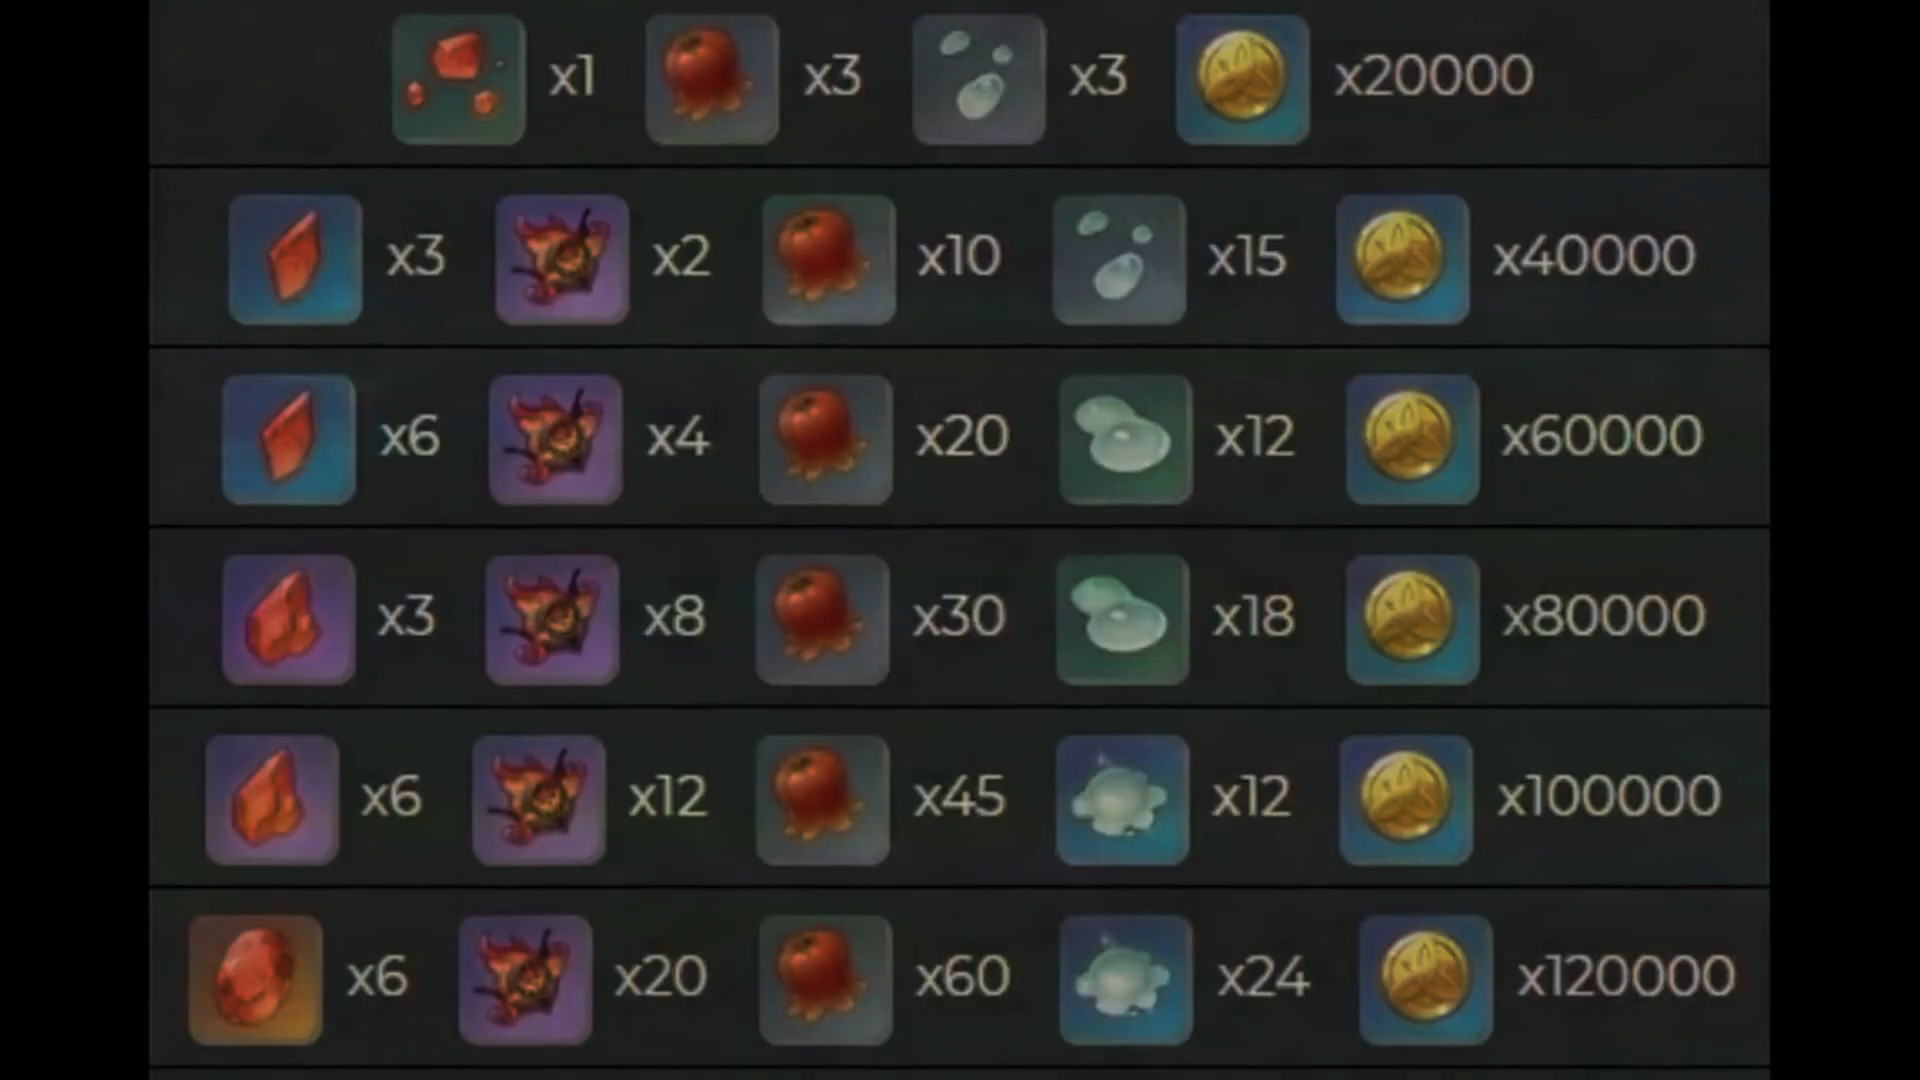 x1 x3 x3 x20000
x3 x2 x10 x15 x40000
x6 x4 x20 x12 x60000
x3 x8 x30 x18 x80000
x6 x12 x45 x12 x100000
x6 x20 x60 x24 x120000